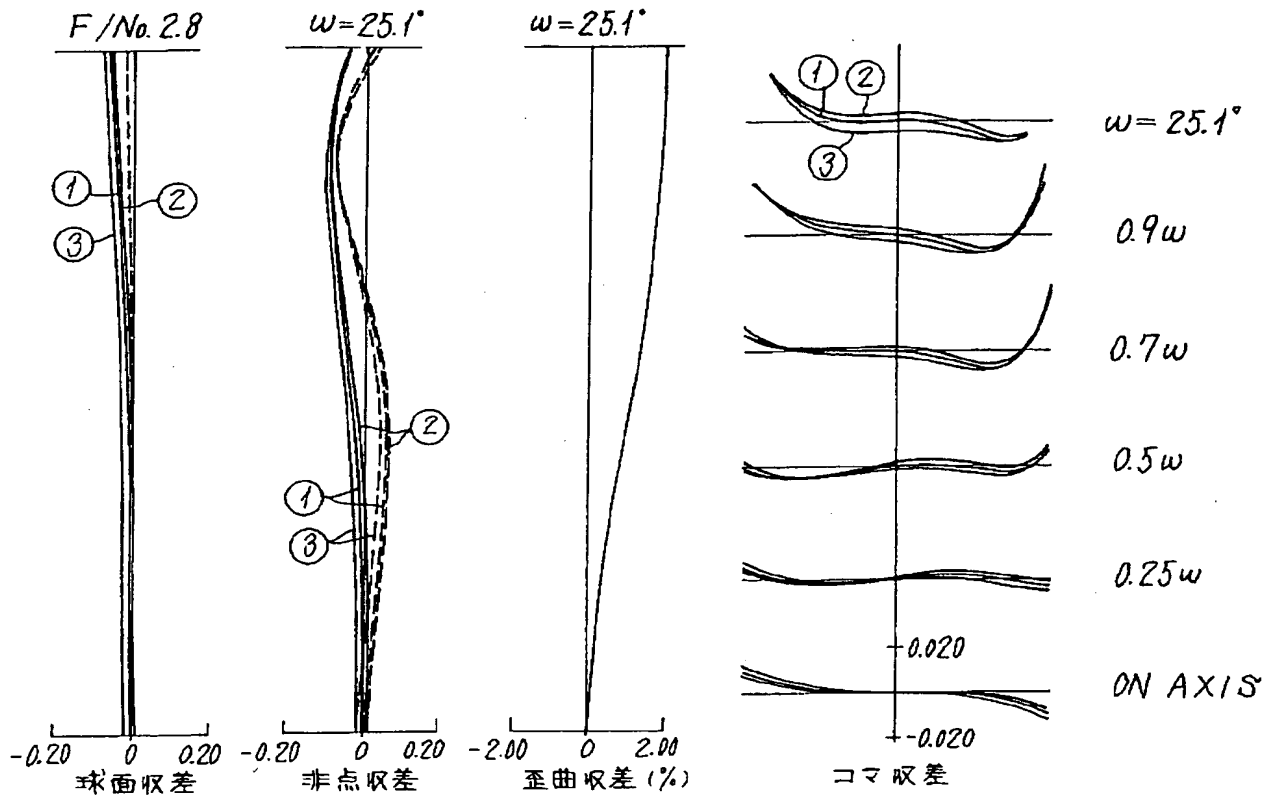 F/No. 2.8
① ② ③
-0.20 0 0.20
球面収差
ω=25.1°
② ① ③
-0.20 0 0.20
非点収差
ω=25.1°
-2.00 0 2.00
歪曲収差(%)
① ② ③
ω=25.1°
0.9ω
0.7ω
0.5ω
0.25ω
0.020
ON AXIS
-0.020
コマ収差